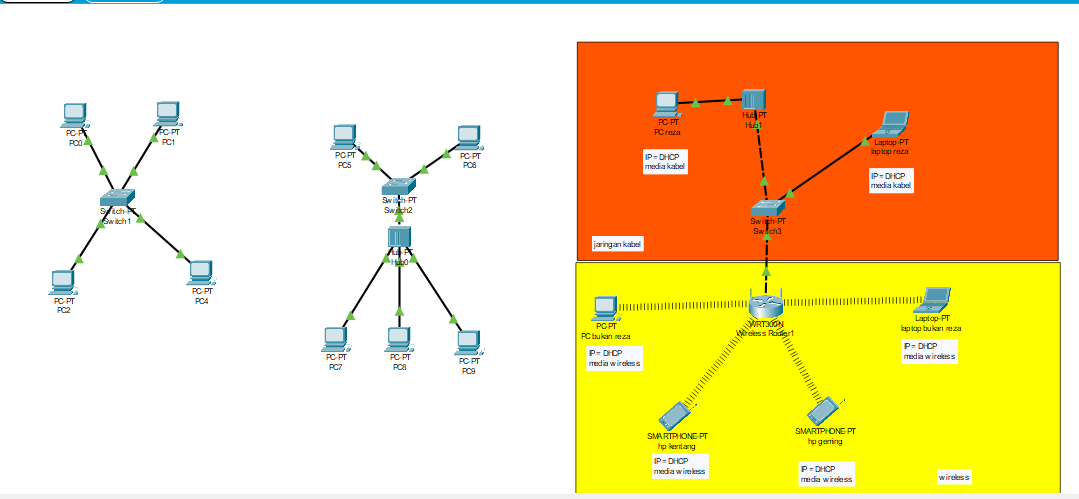 PC-PT
PC0
PC-PT
PC1
Switch-PT
Switch1
PC-PT
PC2
PC-PT
PC4
PC-PT
PC5
PC-PT
PC6
Switch-PT
Switch2
Hub-PT
Hub0
PC-PT
PC7
PC-PT
PC8
PC-PT
PC9
PC-PT
PC reza
Hub-PT
Hub1
Laptop-PT
laptop reza
IP = DHCP
media kabel
IP = DHCP
media kabel
Switch-PT
Switch3
jaringan kabel
PC-PT
PC bukan reza
WRT300N
Wireless Router1
Laptop-PT
laptop bukan reza
IP = DHCP
media wireless
IP = DHCP
media wireless
SMARTPHONE-PT
hp kentang
SMARTPHONE-PT
hp gerring
IP = DHCP
media wireless
IP = DHCP
media wireless
wireless